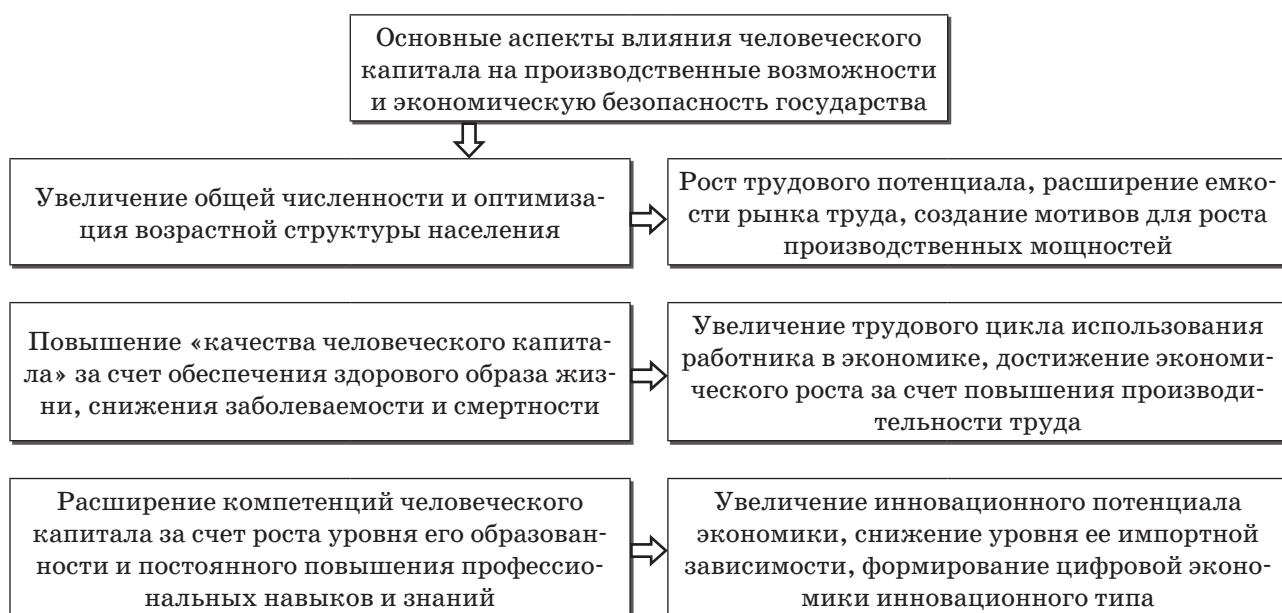 Основные аспекты влияния человеческого
капитала на производственные возможности
и экономическую безопасность государства
Увеличение общей численности и оптимиза-
ция возрастной структуры населения
Рост трудового потенциала, расширение емко-
сти рынка труда, создание мотивов для роста
производственных мощностей
Повышение «качества человеческого капита-
ла» за счет обеспечения здорового образа жиз-
ни, снижения заболеваемости и смертности
Увеличение трудового цикла использования
работника в экономике, достижение экономи-
ческого роста за счет повышения производи-
тельности труда
Расширение компетенций человеческого
капитала за счет роста уровня его образован-
ности и постоянного повышения профессио-
нальных навыков и знаний
Увеличение инновационного потенциала
экономики, снижение уровня ее импортной
зависимости, формирование цифровой эконо-
мики инновационного типа